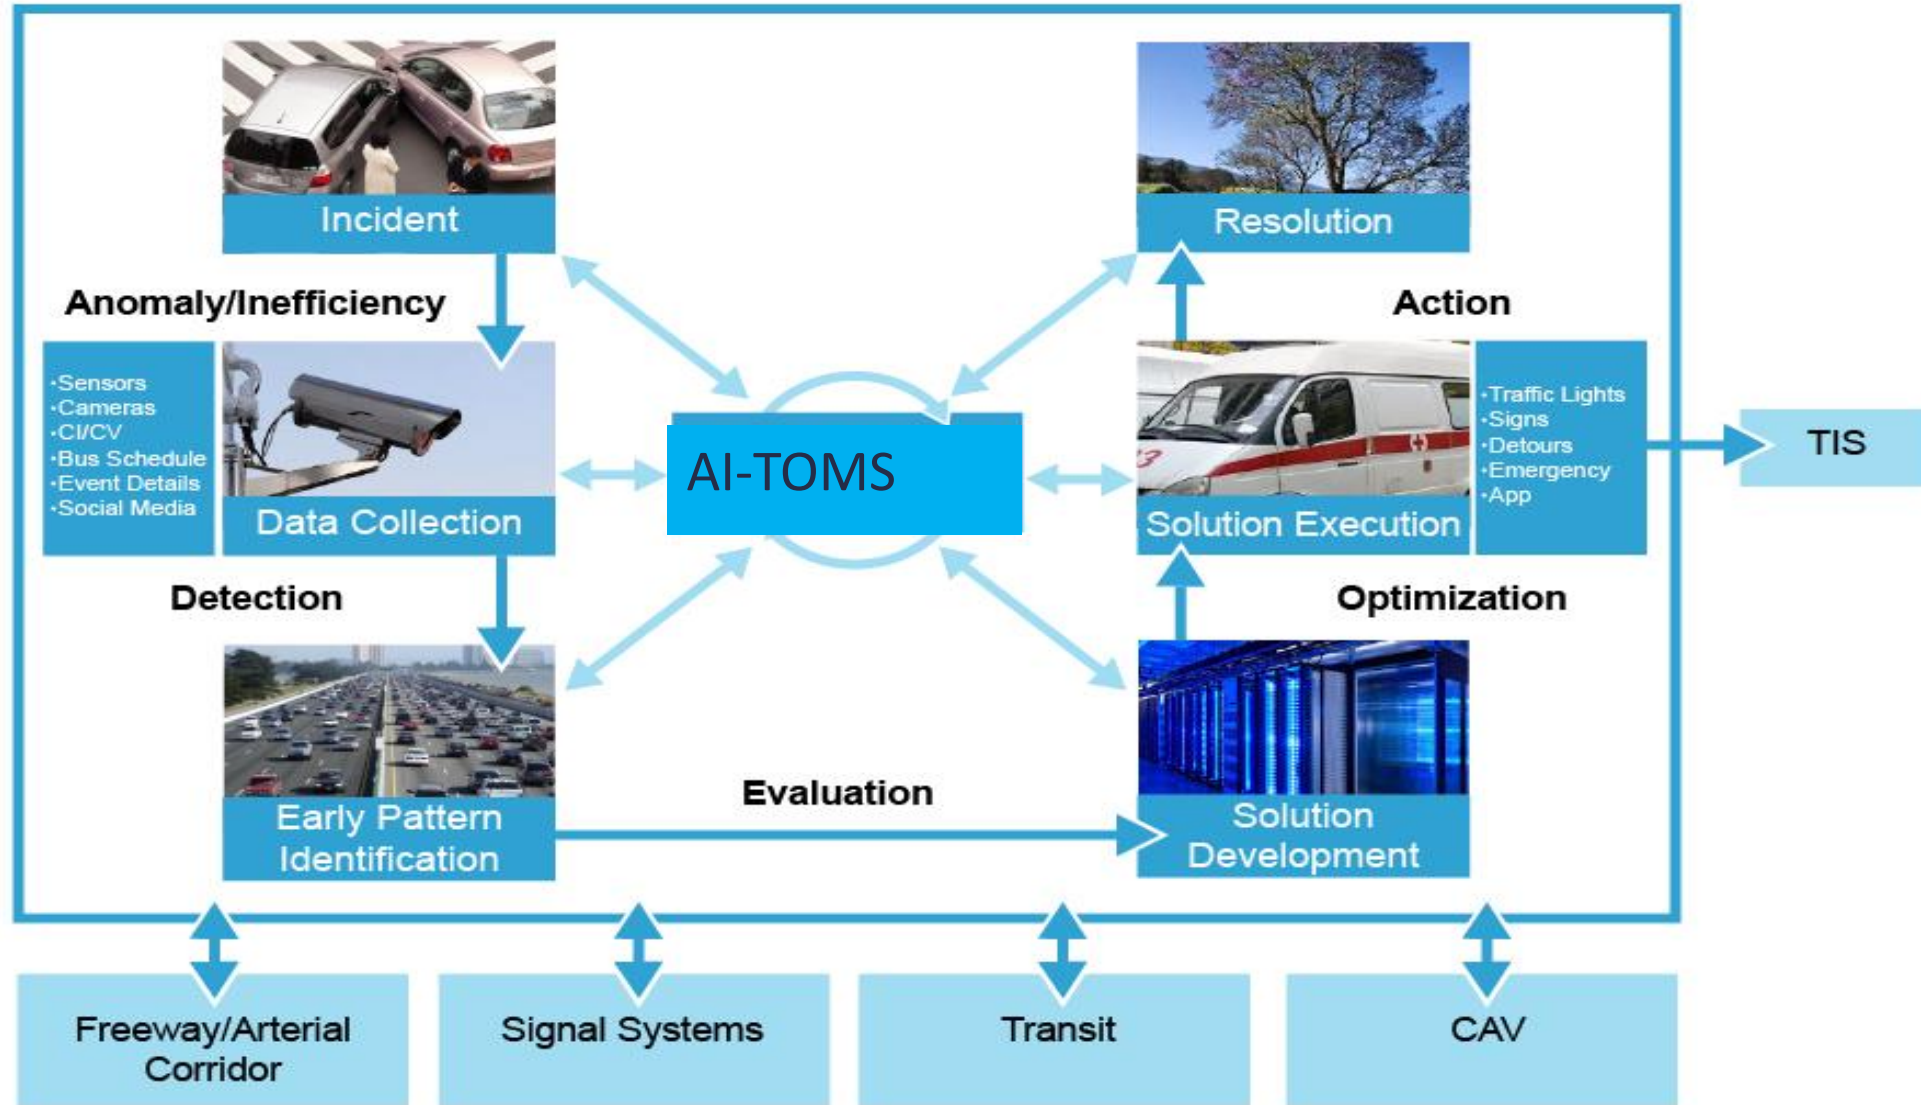 Incident
Resolution
Anomaly/Inefficiency
Action
•Sensors
•Cameras
•CI/CV
•Bus Schedule
•Event Details
•Social Media
Data Collection
AI-TOMS
Solution Execution
•Traffic Lights
•Signs
•Detours
•Emergency
•App
TIS
Detection
Optimization
Early Pattern
Identification
Evaluation
Solution
Development
Freeway/Arterial
Corridor
Signal Systems
Transit
CAV